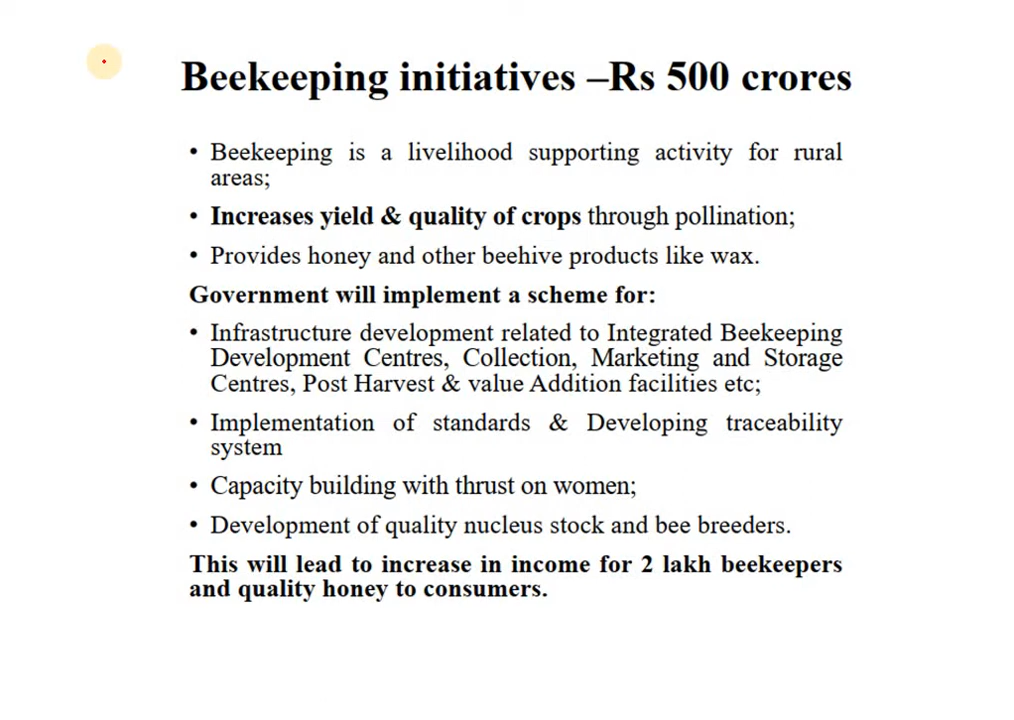 Beekeeping initiatives –Rs 500 crores
• Beekeeping is a livelihood supporting activity for rural
areas;
• Increases yield & quality of crops through pollination;
• Provides honey and other beehive products like wax.
Government will implement a scheme for:
• Infrastructure development related to Integrated Beekeeping
Development Centres, Collection, Marketing and Storage
Centres, Post Harvest & value Addition facilities etc;
• Implementation of standards & Developing traceability
system
• Capacity building with thrust on women;
• Development of quality nucleus stock and bee breeders.
This will lead to increase in income for 2 lakh beekeepers
and quality honey to consumers.